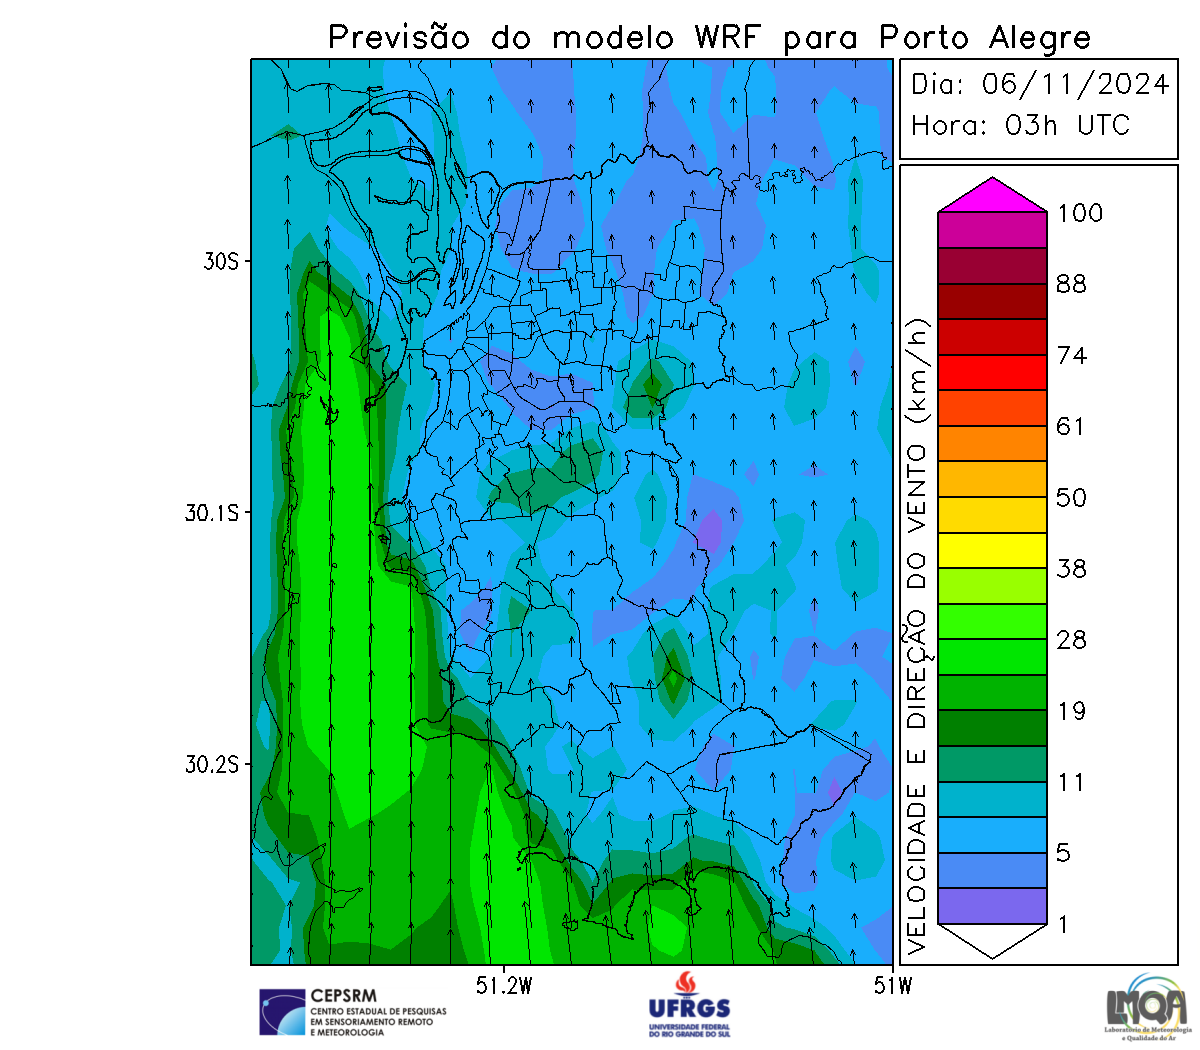 Previsão do modelo WRF para Porto Alegre
Dia: 06/11/2024
Hora: 03h UTC
100
88
74
61
50
38
28
19
11
5
1
VELOCIDADE E DIREÇÃO DO VENTO (km/h)
30S
30.1S
30.2S
51.2W
51W
CEPSRM
CENTRO ESTADUAL DE PESQUISAS
EM SENSORIAMENTO REMOTO
E METEOROLOGIA
UFRGS
UNIVERSIDADE FEDERAL
DO RIO GRANDE DO SUL
LMQA
Laboratório de Meteorologia
e Qualidade do Ar